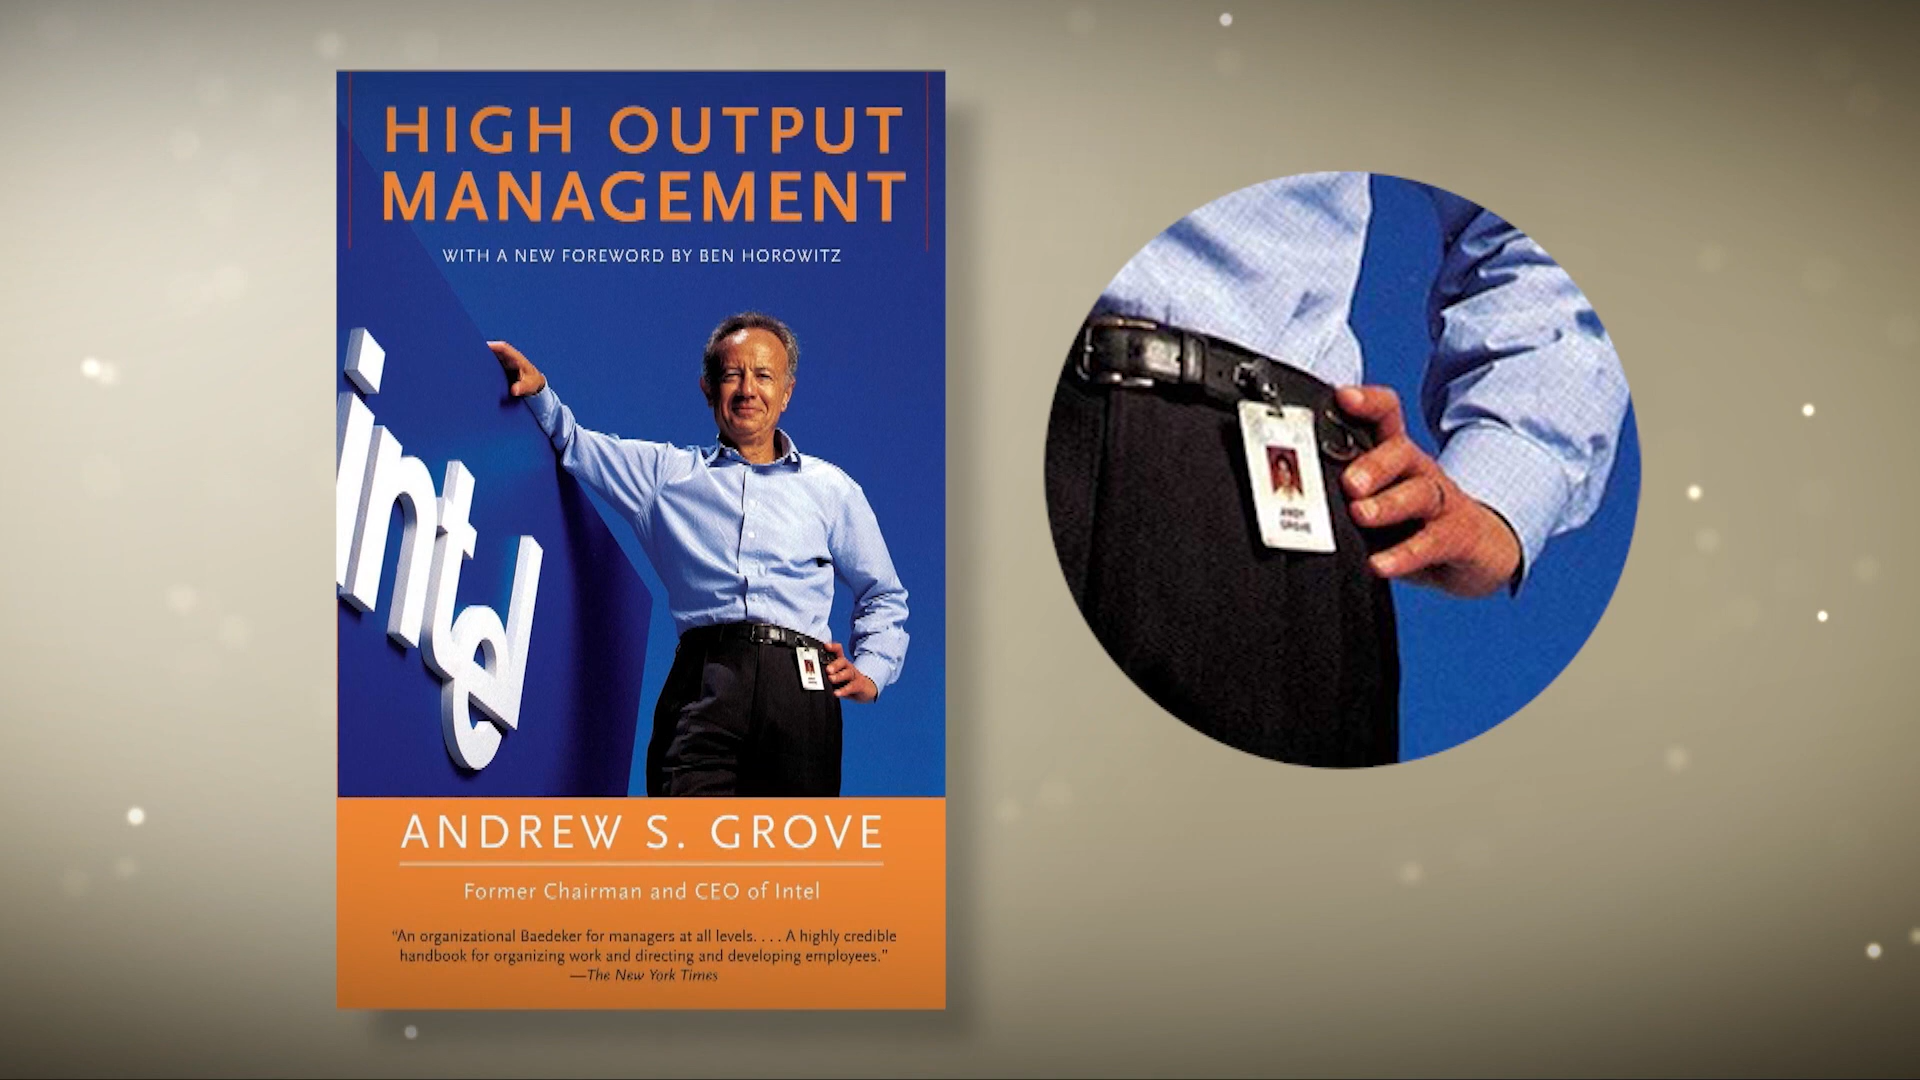 HIGH OUTPUT
MANAGEMENT
WITH A NEW FOREWORD BY BEN HOROWITZ
intel
ANDREW S. GROVE
Former Chairman and CEO of Intel
“An organizational Baedeker for managers at all levels. . . . A highly credible
handbook for organizing work and directing and developing employees.”
—The New York Times
ANDY
GROVE